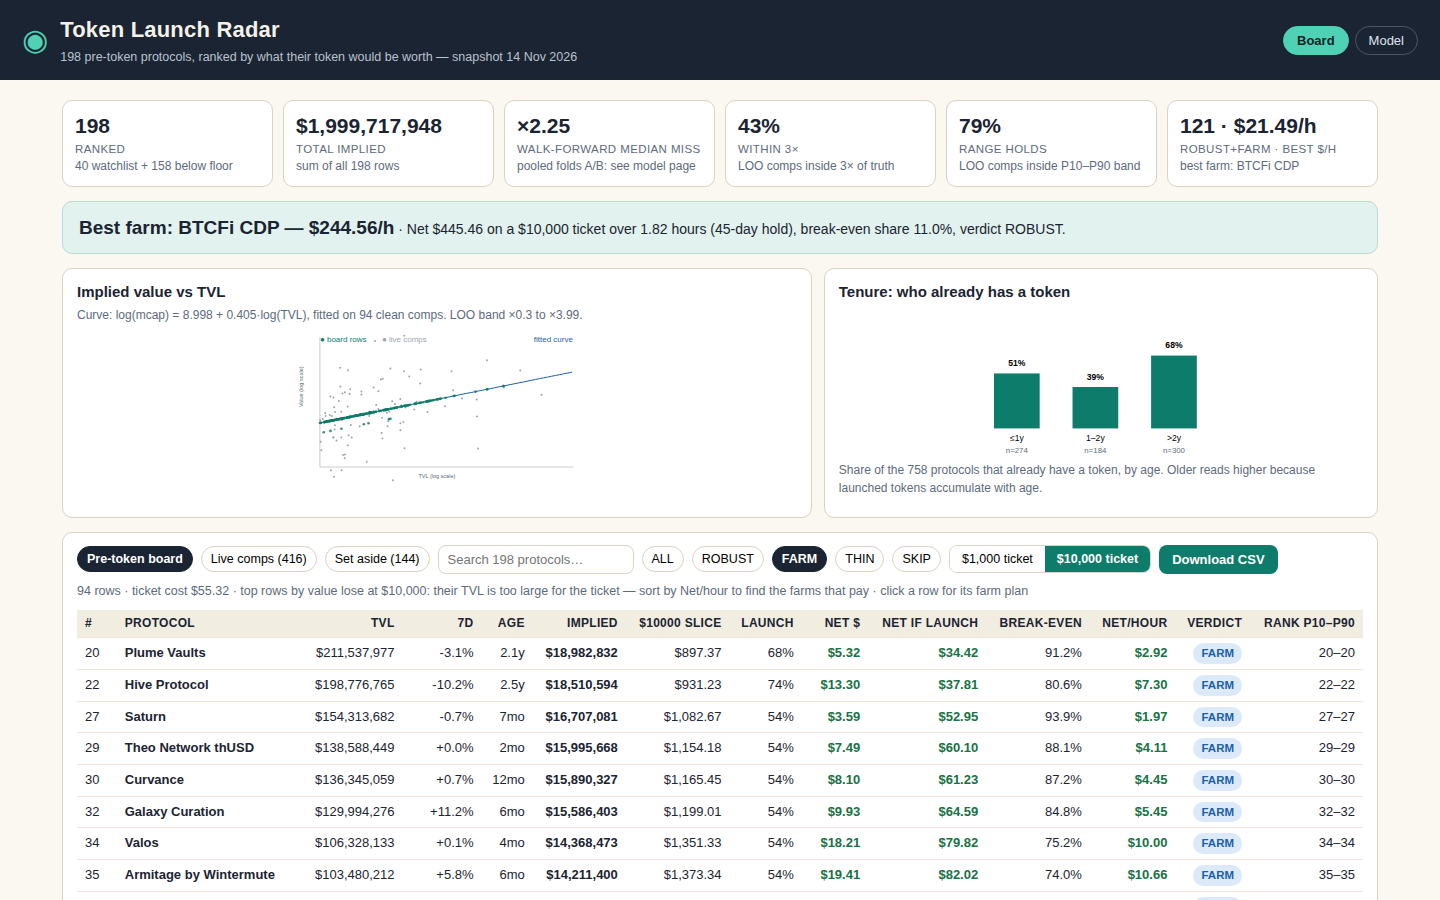 Token Launch Radar
198 pre-token protocols, ranked by what their token would be worth — snapshot 14 Nov 2026
Board
Model
198
RANKED
40 watchlist + 158 below floor
$1,999,717,948
TOTAL IMPLIED
sum of all 198 rows
×2.25
WALK-FORWARD MEDIAN MISS
pooled folds A/B: see model page
43%
WITHIN 3×
LOO comps inside 3× of truth
79%
RANGE HOLDS
LOO comps inside P10–P90 band
121 · $21.49/h
ROBUST+FARM · BEST $/H
best farm: BTCFi CDP
Best farm: BTCFi CDP — $244.56/h · Net $445.46 on a $10,000 ticket over 1.82 hours (45-day hold), break-even share 11.0%, verdict ROBUST.
Implied value vs TVL
Curve: log(mcap) = 8.998 + 0.405·log(TVL), fitted on 94 clean comps. LOO band ×0.3 to ×3.99.
board rows
live comps
fitted curve
Value (log scale)
TVL (log scale)
Tenure: who already has a token
51%
39%
68%
≤1y
1–2y
>2y
n=274
n=184
n=300
Share of the 758 protocols that already have a token, by age. Older reads higher because
launched tokens accumulate with age.
Pre-token board
Live comps (416)
Set aside (144)
Search 198 protocols…
ALL
ROBUST
FARM
THIN
SKIP
$1,000 ticket
$10,000 ticket
Download CSV
94 rows · ticket cost $55.32 · top rows by value lose at $10,000: their TVL is too large for the ticket — sort by Net/hour to find the farms that pay · click a row for its farm plan
# PROTOCOL TVL 7D AGE IMPLIED $10000 SLICE LAUNCH NET $ NET IF LAUNCH BREAK-EVEN NET/HOUR VERDICT RANK P10–P90
20 Plume Vaults $211,537,977 -3.1% 2.1y $18,982,832 $897.37 68% $5.32 $34.42 91.2% $2.92 FARM 20–20
22 Hive Protocol $198,776,765 -10.2% 2.5y $18,510,594 $931.23 74% $13.30 $37.81 80.6% $7.30 FARM 22–22
27 Saturn $154,313,682 -0.7% 7mo $16,707,081 $1,082.67 54% $3.59 $52.95 93.9% $1.97 FARM 27–27
29 Theo Network thUSD $138,588,449 +0.0% 2mo $15,995,668 $1,154.18 54% $7.49 $60.10 88.1% $4.11 FARM 29–29
30 Curvance $136,345,059 +0.7% 12mo $15,890,327 $1,165.45 54% $8.10 $61.23 87.2% $4.45 FARM 30–30
32 Galaxy Curation $129,994,276 +11.2% 6mo $15,586,403 $1,199.01 54% $9.93 $64.59 84.8% $5.45 FARM 32–32
34 Valos $106,328,133 +0.1% 4mo $14,368,473 $1,351.33 54% $18.21 $79.82 75.2% $10.00 FARM 34–34
35 Armitage by Wintermute $103,480,212 +5.8% 6mo $14,211,400 $1,373.34 54% $19.41 $82.02 74.0% $10.66 FARM 35–35